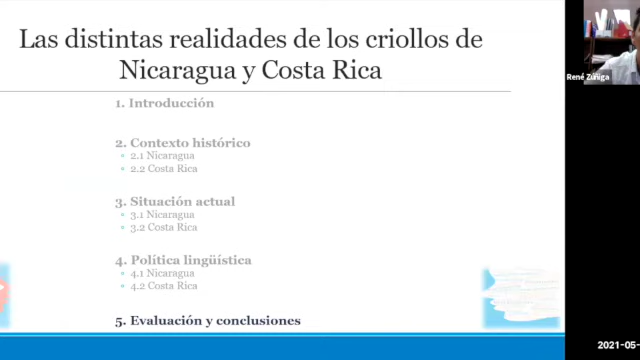 Las distintas realidades de los criollos de
Nicaragua y Costa Rica
1. Introducción
2. Contexto histórico
2.1 Nicaragua
2.2 Costa Rica
3. Situación actual
3.1 Nicaragua
3.2 Costa Rica
4. Política lingüística
4.1 Nicaragua
4.2 Costa Rica
5. Evaluación y conclusiones
René Zúñiga
2021-05-